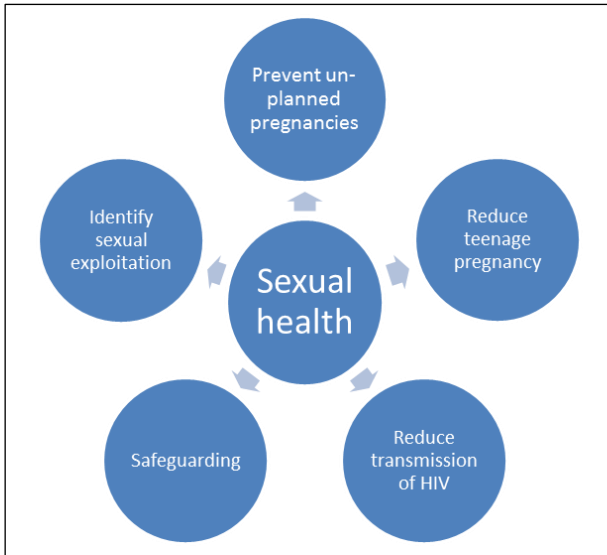 Prevent un-
planned
pregnancies
Identify
sexual
exploitation
Reduce
teenage
pregnancy
Sexual
health
Safeguarding
Reduce
transmission
of HIV